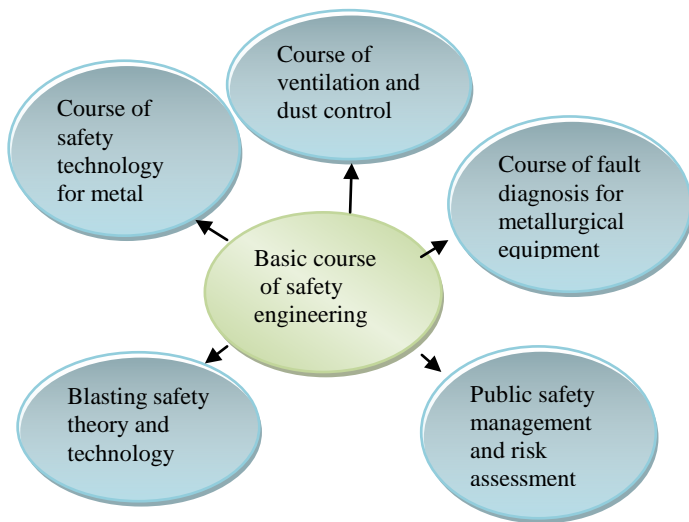 Course of
ventilation and
dust control
Course of
safety
technology
for metal
Course of fault
diagnosis for
metallurgical
equipment
Basic course
of safety
engineering
Blasting safety
theory and
technology
Public safety
management
and risk
assessment